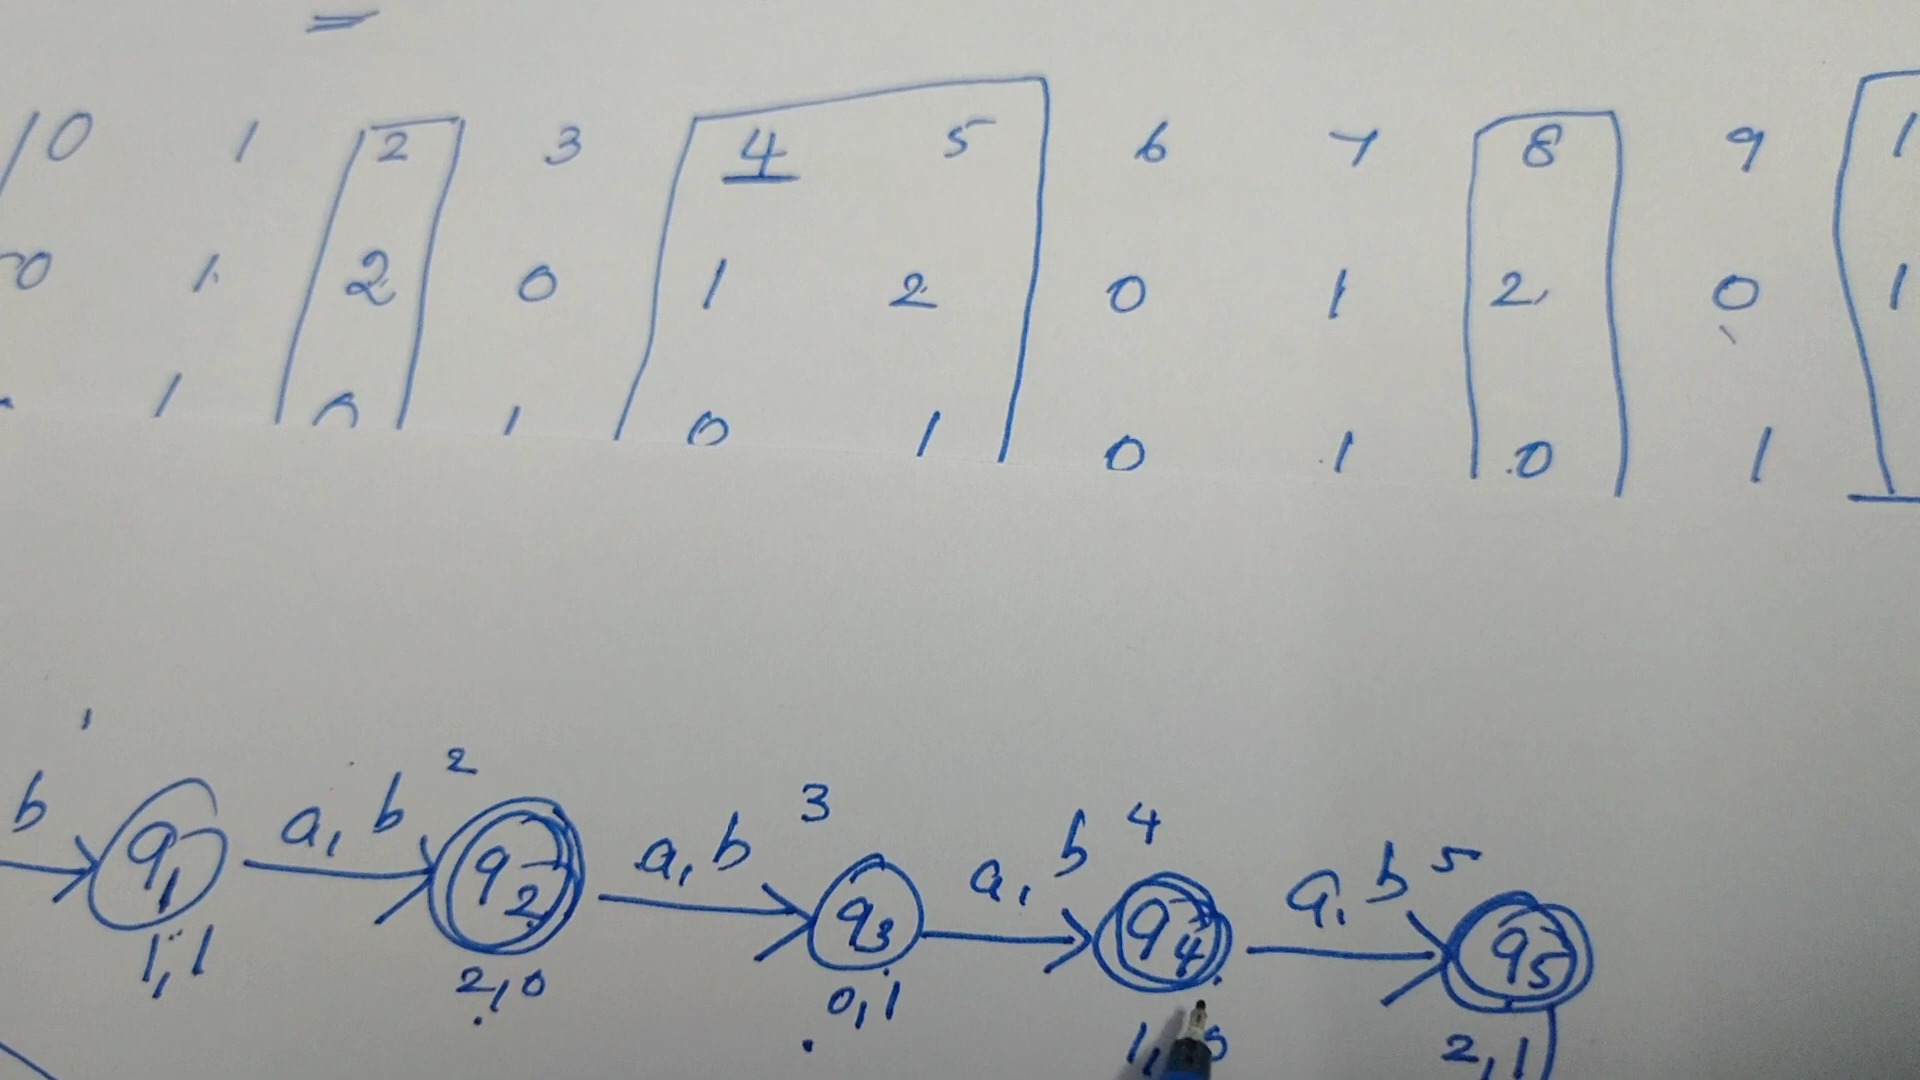 0 1 2 3 4 5 6 7 8 9 1
0 1 2 0 1 2 0 1 2 0 1
1 0 1 0 1 0 1 0 1
b a, b 2 a, b 3 a, b 4 a, b 5
q1 q2 q3 q4 q5
1, 1 2, 0 0, 1 1, 2, 1